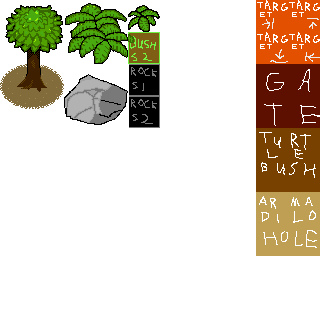 BUSH
S 2
ROCK
S 1
ROCK
S 2
TARG TARG
ET ET
TARG TARG
ET ET
G A
T E
TURT
L E
BUSH
AR MA
DI LO
HOLE